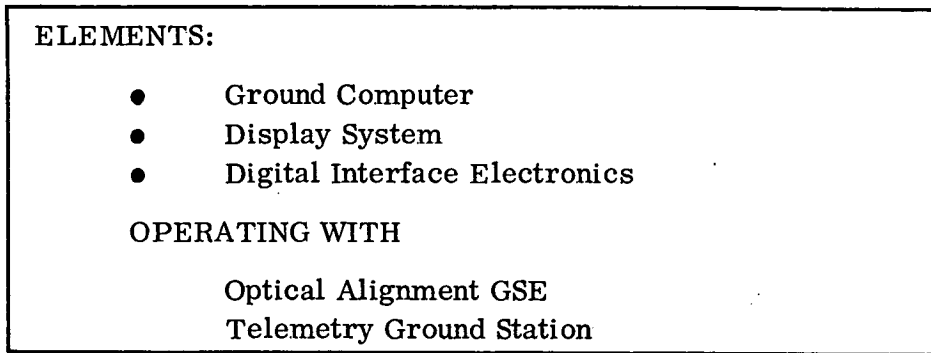 ELEMENTS:
● Ground Computer
● Display System
● Digital Interface Electronics
OPERATING WITH
Optical Alignment GSE
Telemetry Ground Station